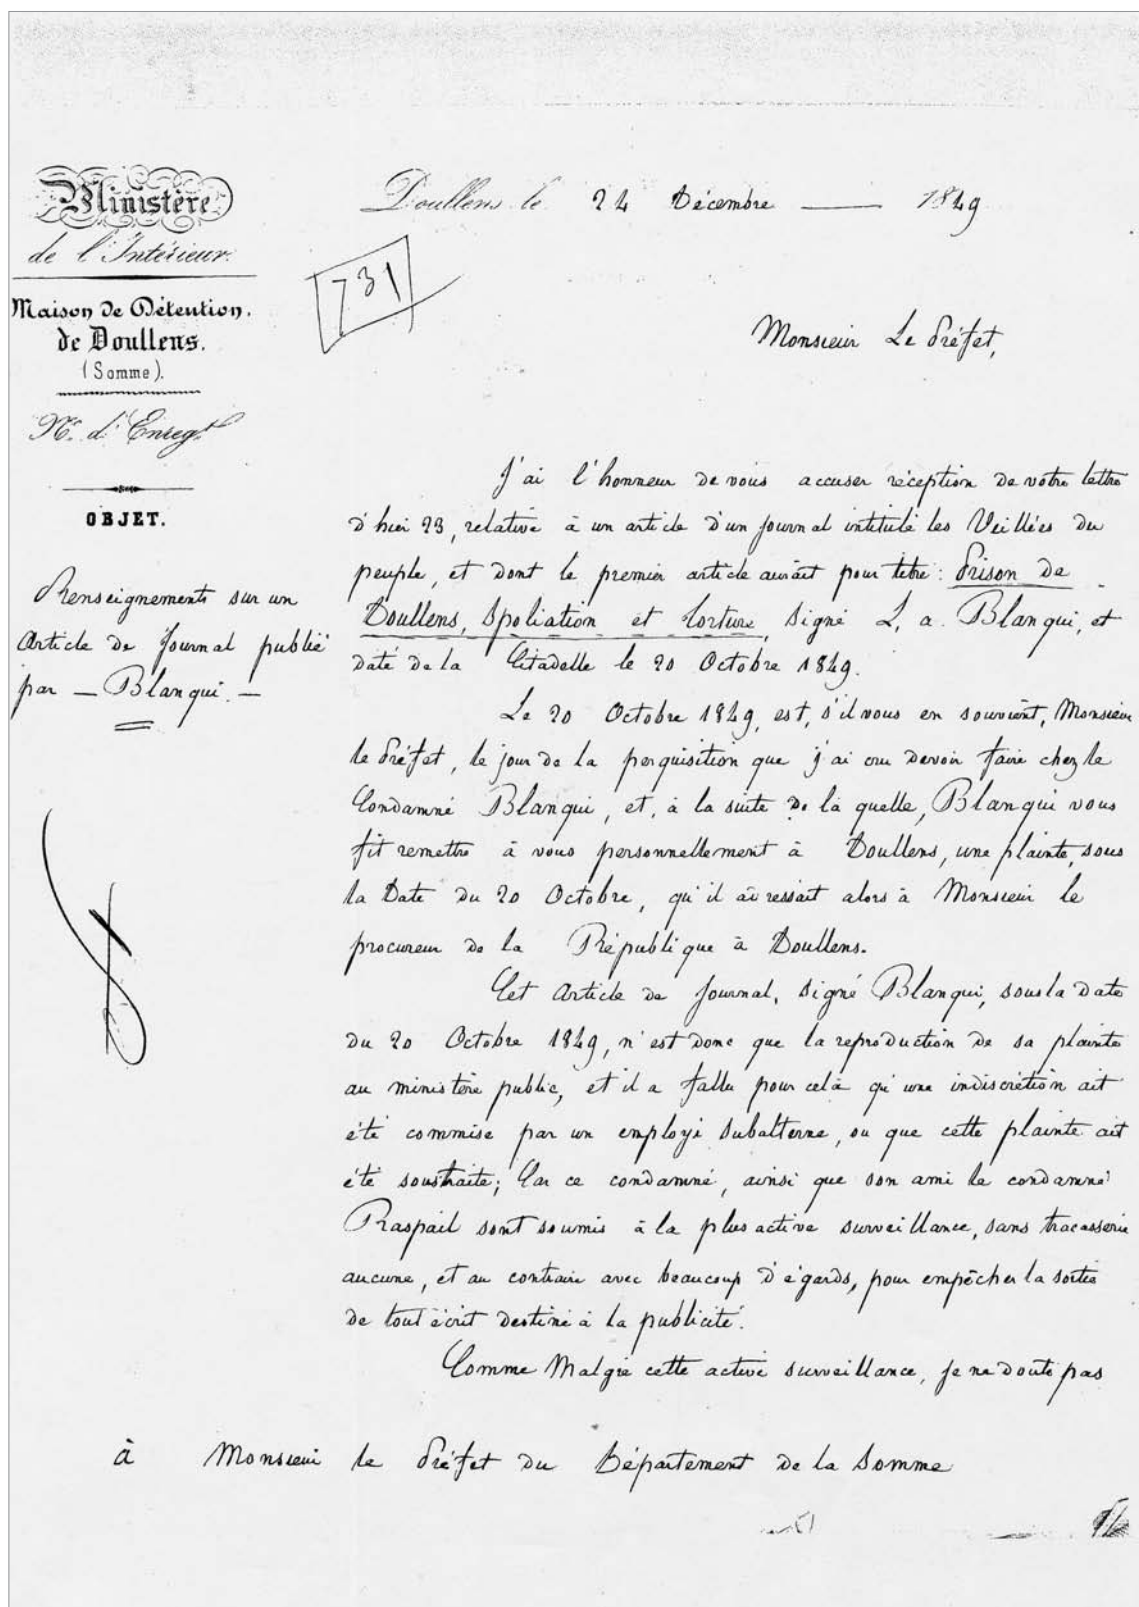 Ministère
de l'Intérieur.
Maison de Détention.
de Doullens.
(Somme).
N.° d'Enreg.t
OBJET.
Renseignements sur un
Article de Journal publié
par — Blanqui. —
Doullens le 24 Décembre — 1849
731
Monsieur Le Préfet,
J'ai l'honneur de vous accuser réception de votre lettre
d'hier 23, relative à un article d'un journal intitulé les Veillées du
peuple, et dont le premier article aurait pour titre: Prison de
Doullens, Spoliation et torture, signé L. a. Blanqui, et
daté de la Citadelle le 20 Octobre 1849.
Le 20 Octobre 1849, est, s'il vous en souvient, Monsieur
le Préfet, le jour de la perquisition que j'ai cru devoir faire chez le
Condamné Blanqui, et, à la suite de la quelle, Blanqui vous
fit remettre à vous personnellement à Doullens, une plainte, sous
la Date du 20 Octobre, qu'il adressait alors à Monsieur le
procureur de la République à Doullens.
Cet Article de Journal, signé Blanqui, sous la Date
du 20 Octobre 1849, n'est donc que la reproduction de sa plainte
au ministère public, et il a fallu pour celà qu'une indiscrétion ait
été commise par un employé subalterne, ou que cette plainte ait
été soustraite; Car ce condamné, ainsi que son ami le condamné
Raspail sont soumis à la plus active surveillance, sans tracasserie
aucune, et au contraire avec beaucoup d'égards, pour empêcher la sortie
de tout écrit destiné à la publicité.
Comme Malgré cette active surveillance, je ne doute pas
à Monsieur le Préfet du Département de la Somme